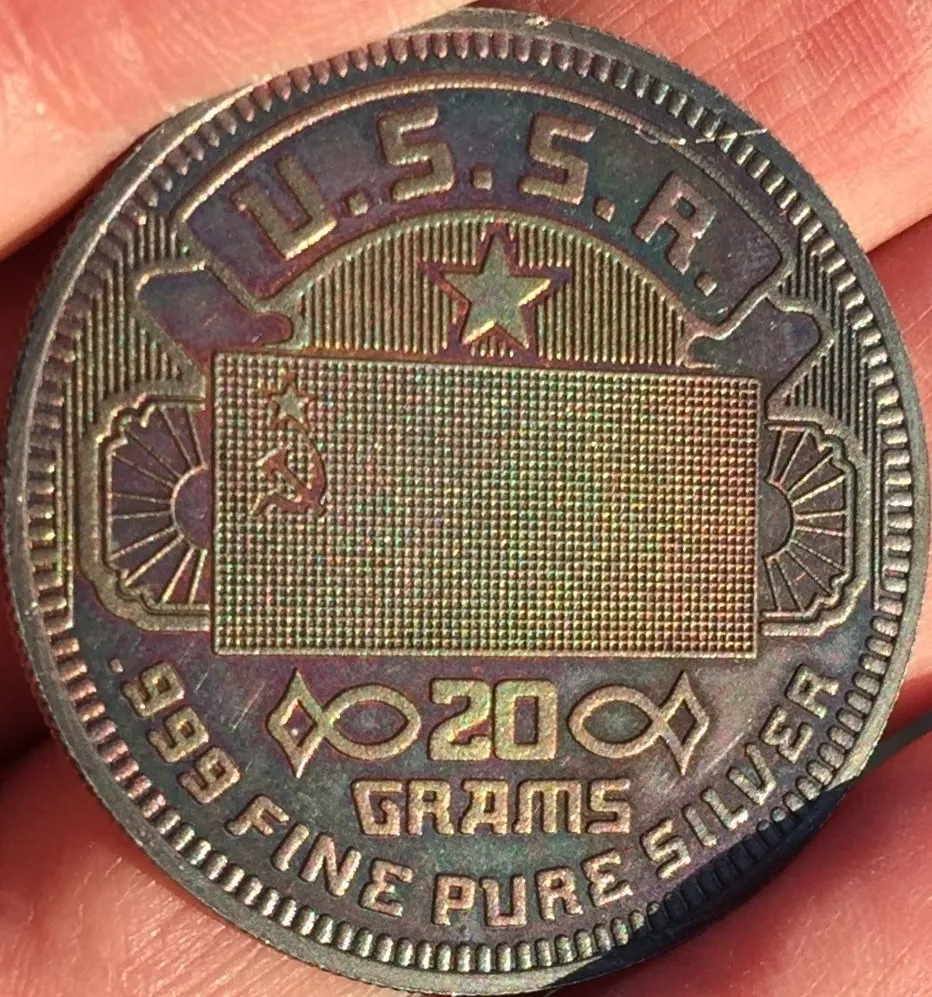 U.S.S.R.
20
GRAMS
.999 FINE PURE SILVER